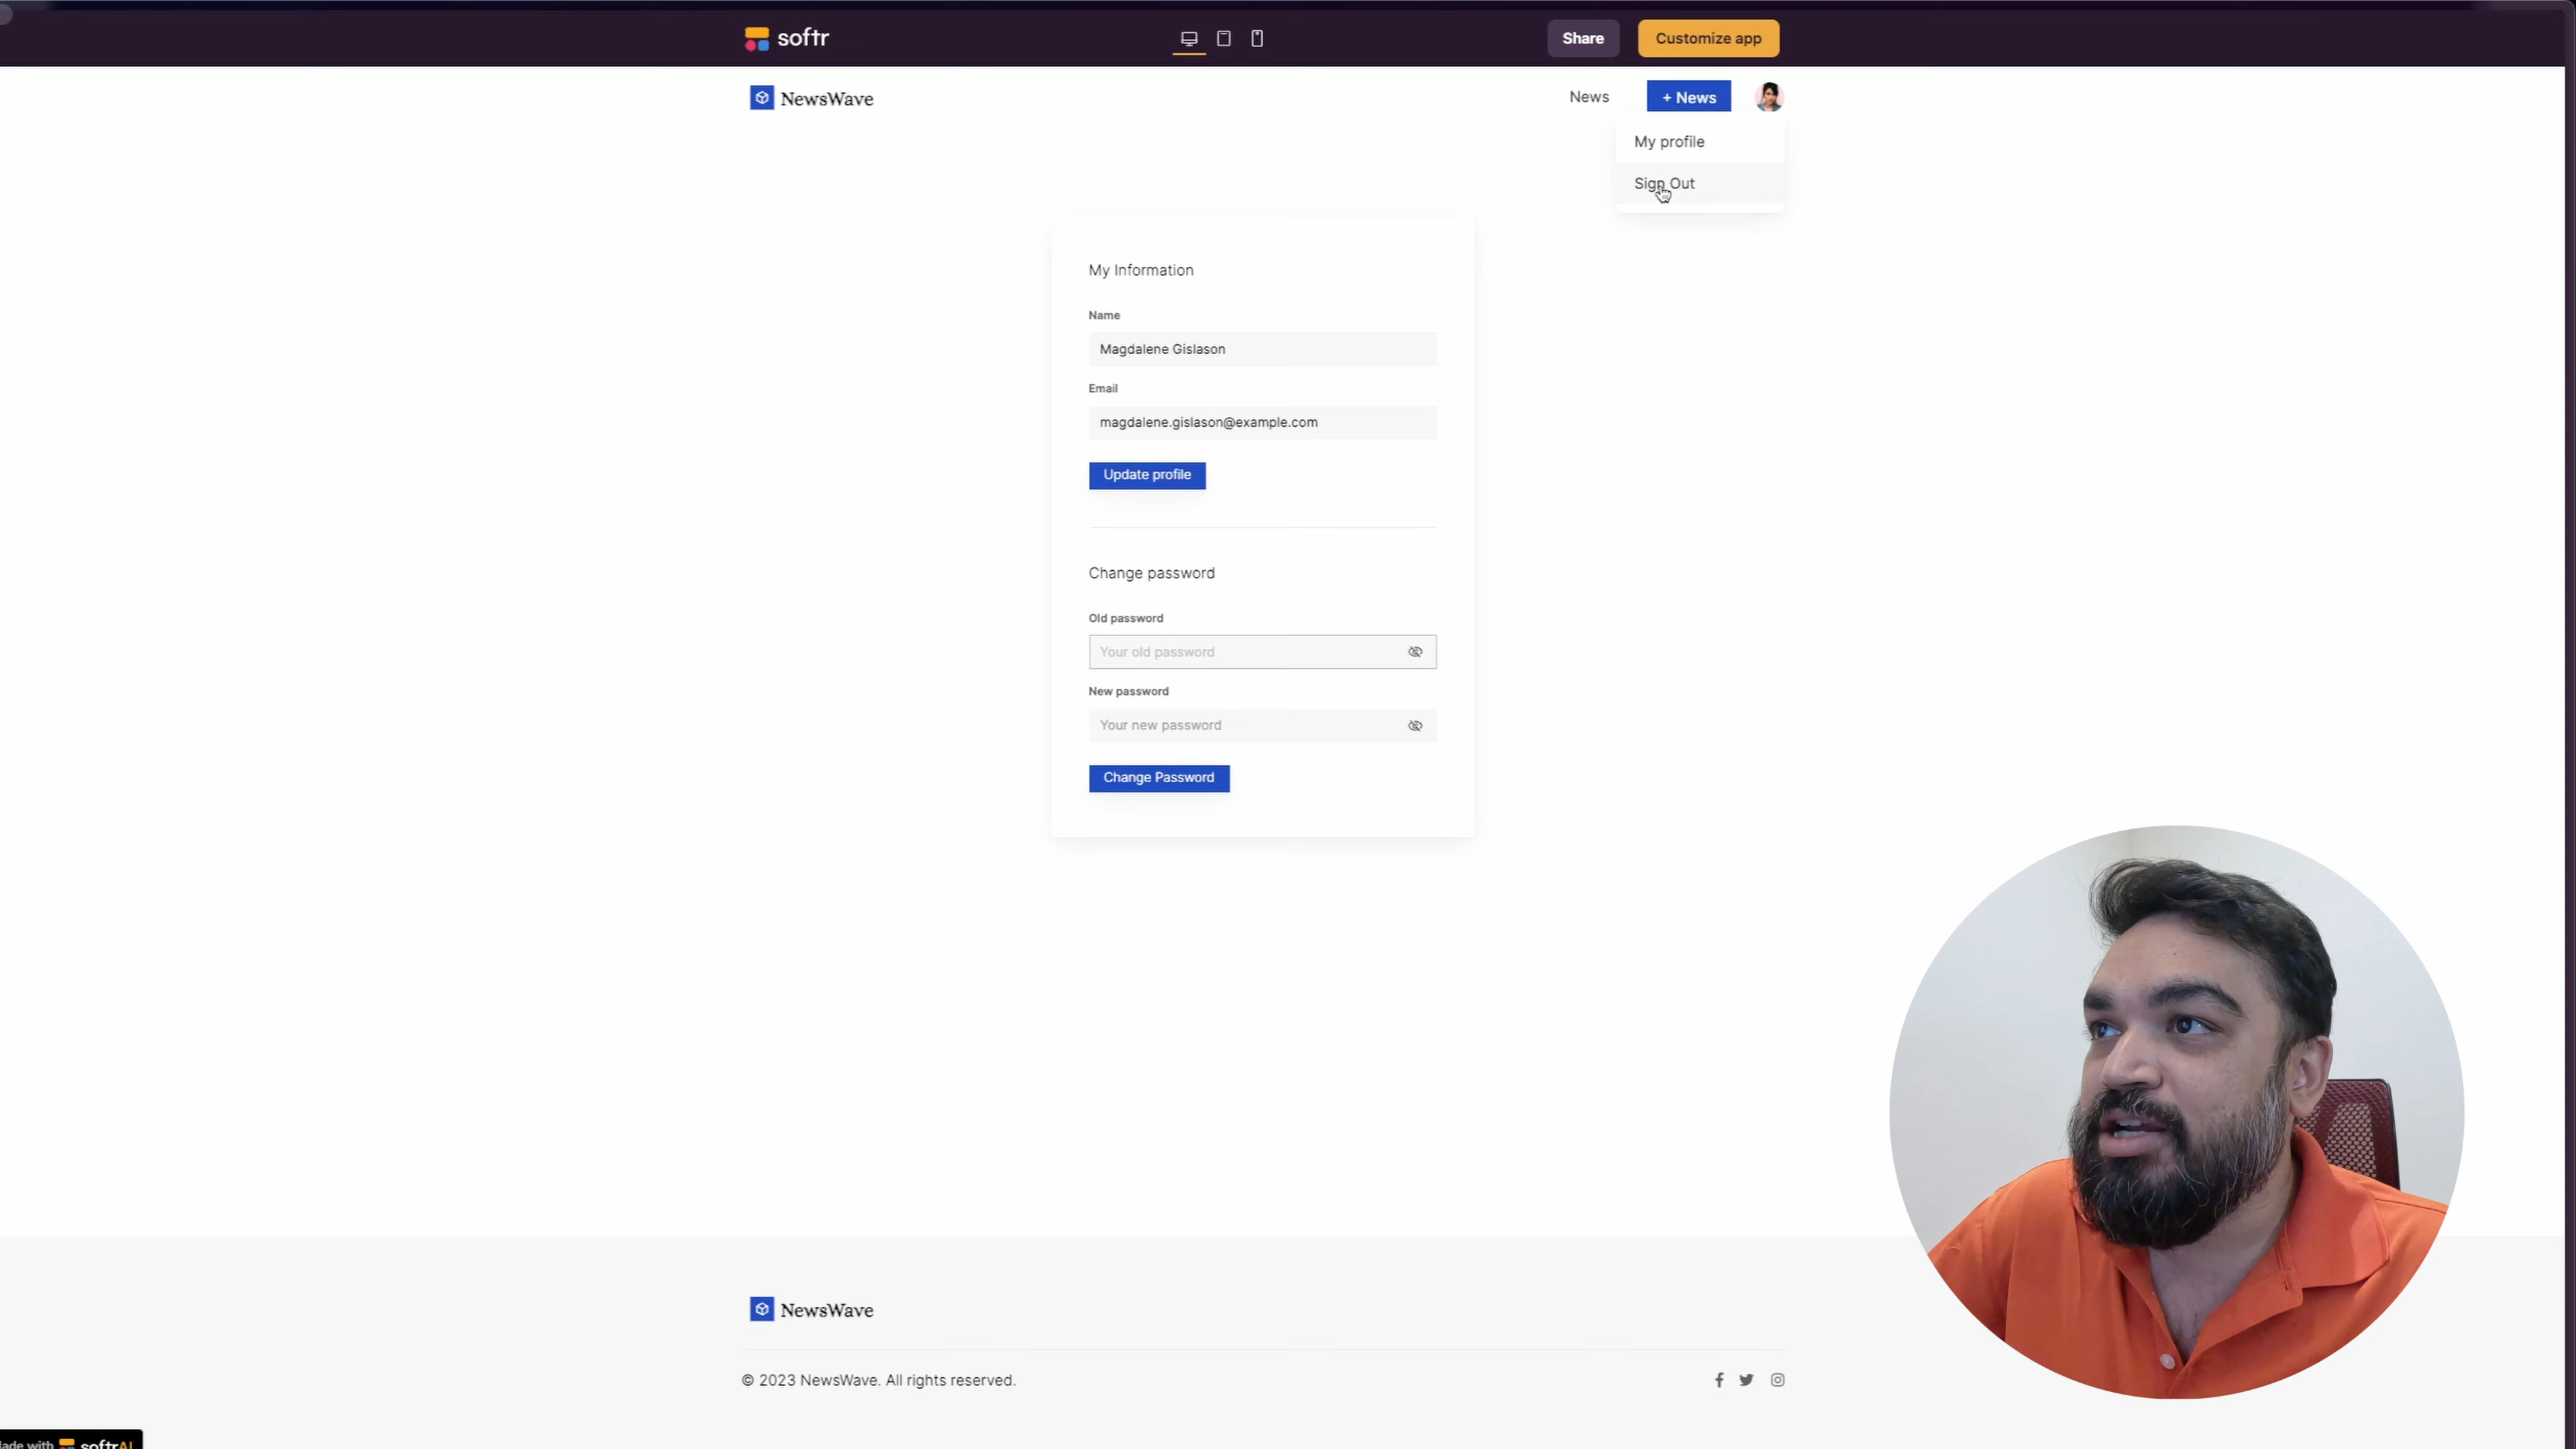 softr
Share
Customize app
NewsWave
News
+ News
My profile
Sign Out
My Information
Name
Magdalene Gislason
Email
magdalene.gislason@example.com
Update profile
Change password
Old password
Your old password
New password
Your new password
Change Password
NewsWave
© 2023 NewsWave. All rights reserved.
with softrAI